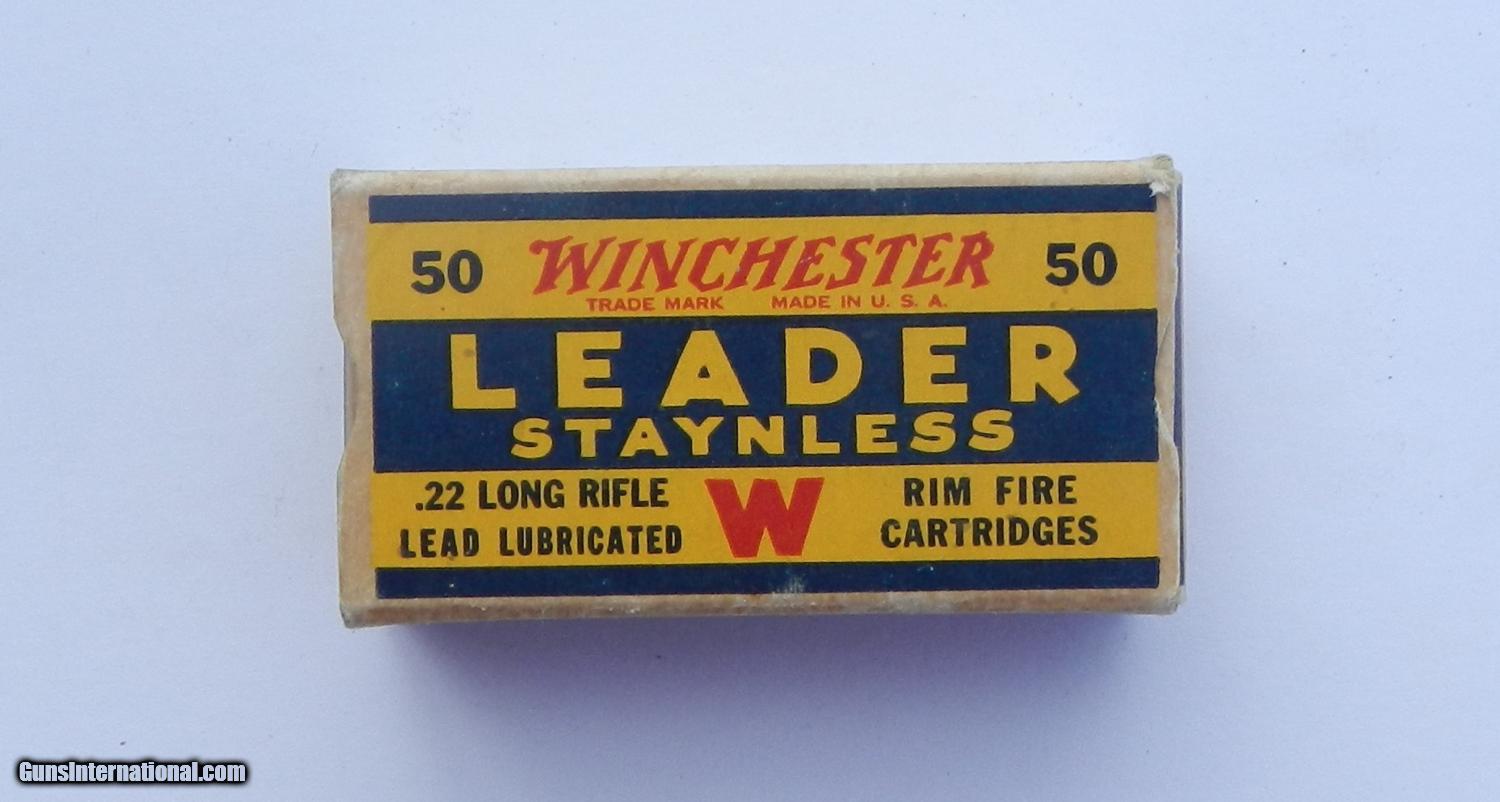 50 WINCHESTER 50
TRADE MARK MADE IN U. S. A.
LEADER
STAYNLESS
.22 LONG RIFLE
LEAD LUBRICATED
W
RIM FIRE
CARTRIDGES
GunsInternational.com